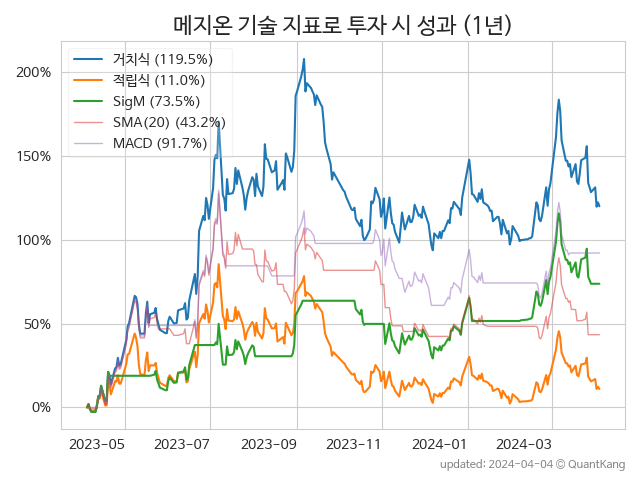 메지온 기술 지표로 투자 시 성과 (1년)
거치식 (119.5%)
적립식 (11.0%)
SigM (73.5%)
SMA(20) (43.2%)
MACD (91.7%)
200%
150%
100%
50%
0%
2023-05 2023-07 2023-09 2023-11 2024-01 2024-03
updated: 2024-04-04 © QuantKang